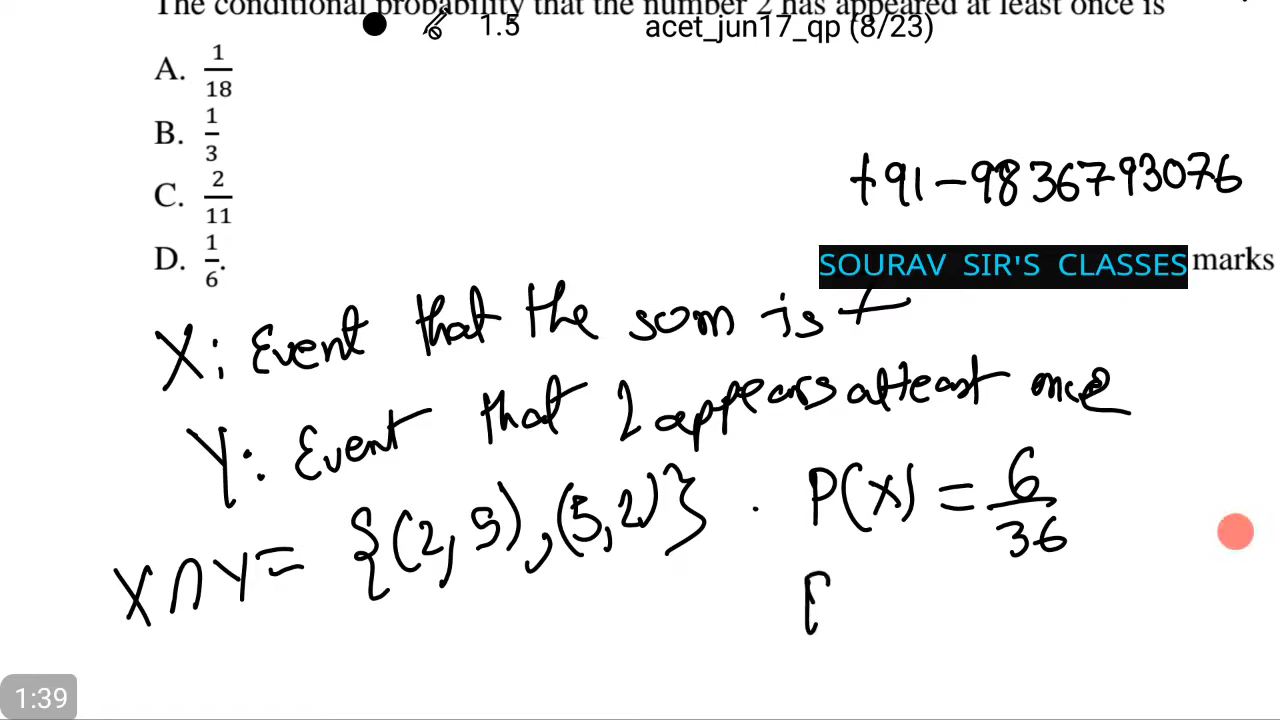 The conditional probability that the number 2 has appeared at least once is
1.5 acet_jun17_qp (8/23)
A. 1/18
B. 1/3
C. 2/11
D. 1/6.
+91-9836793076
SOURAV SIR'S CLASSES marks
X: Event that the som is 7
Y: Event that 2 appears atleast once
X∩Y = {(2,5),(5,2)} . P(X) = 6/36
1:39